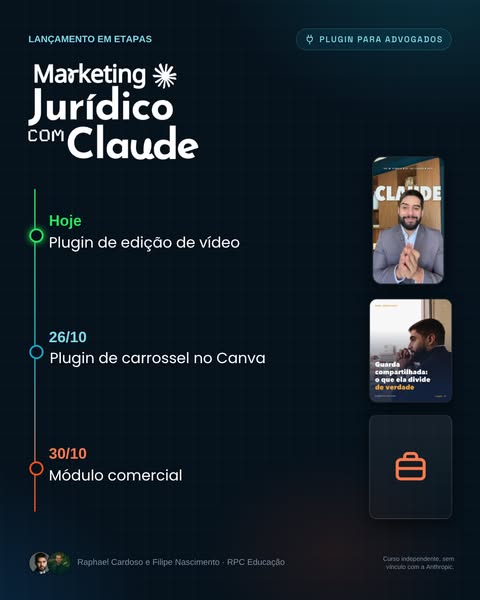 LANÇAMENTO EM ETAPAS
PLUGIN PARA ADVOGADOS
Marketing
Jurídico
COM Claude
Hoje
Plugin de edição de vídeo
CLAUDE
26/10
Plugin de carrossel no Canva
Guarda
compartilhada:
o que ela divide
de verdade
30/10
Módulo comercial
Raphael Cardoso e Filipe Nascimento · RPC Educação
Curso independente, sem
vínculo com a Anthropic.